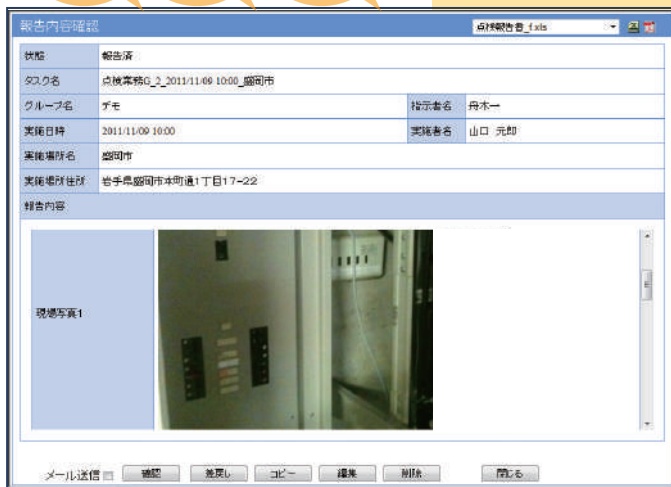 報告内容確認 点検報告書_f.xls
状態 報告済
タスク名 点検業務G_2_2011/11/09 10:00_盛岡市
グループ名 デモ 指示者名 舟木一
実施日時 2011/11/09 10:00 実施者名 山口 元郎
実施場所名 盛岡市
実施場所住所 岩手県盛岡市本町通1丁目17-22
報告内容
現場写真1
メール送信 確認 差戻し コピー 編集 削除 閉じる